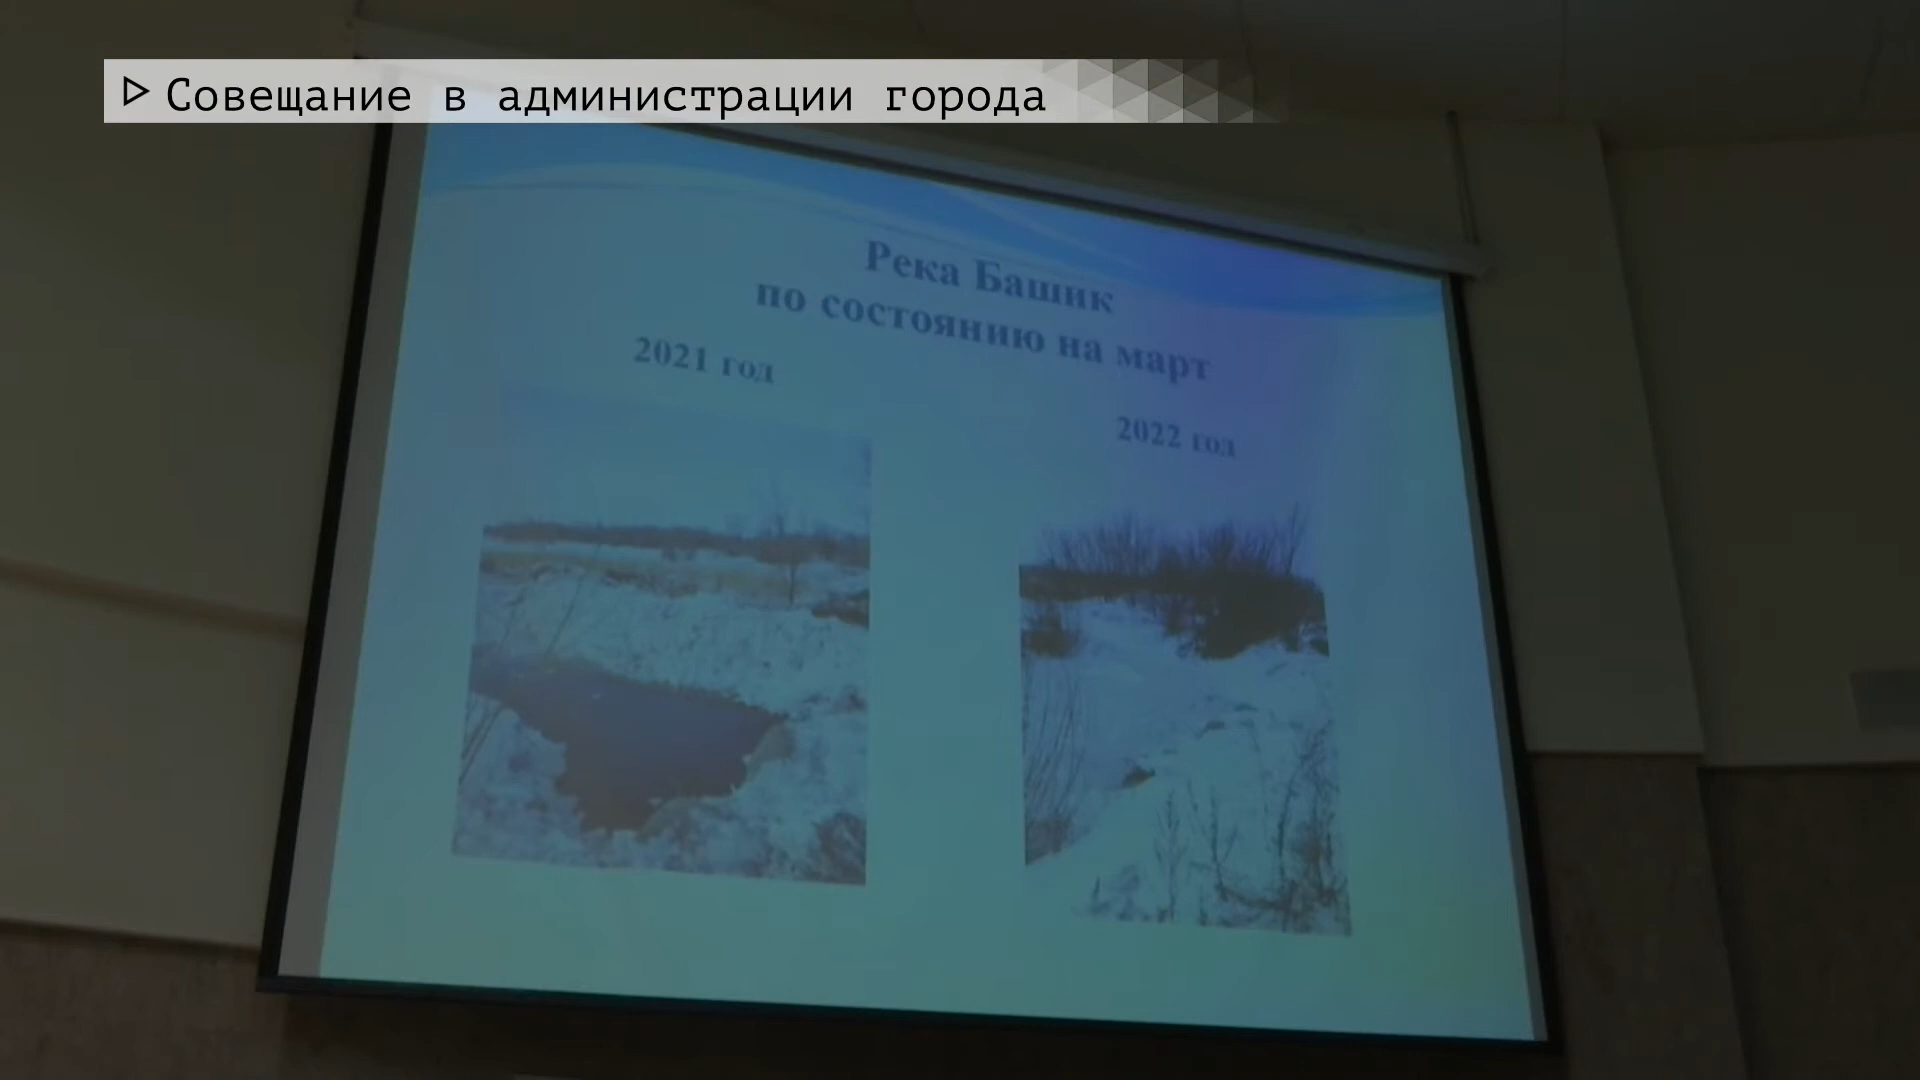 Совещание в администрации города
Река Башик
по состоянию на март
2021 год
2022 год